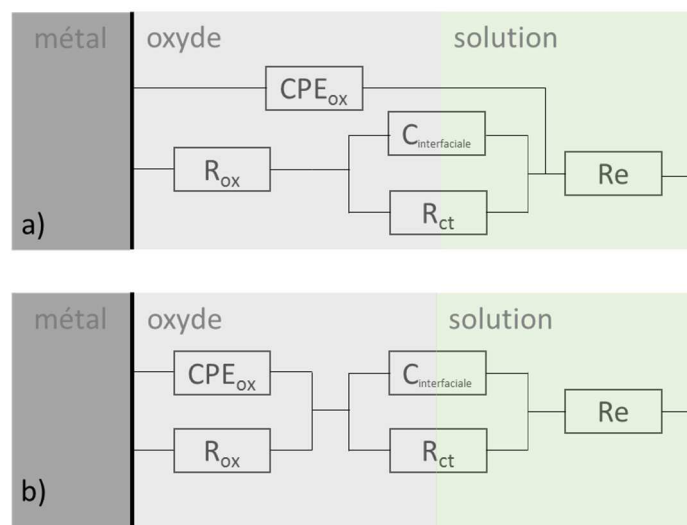 métal oxyde solution
CPEox
Cinterfaciale
Rox
Re
Rct
a)
métal oxyde solution
CPEox
Cinterfaciale
Re
Rox
Rct
b)